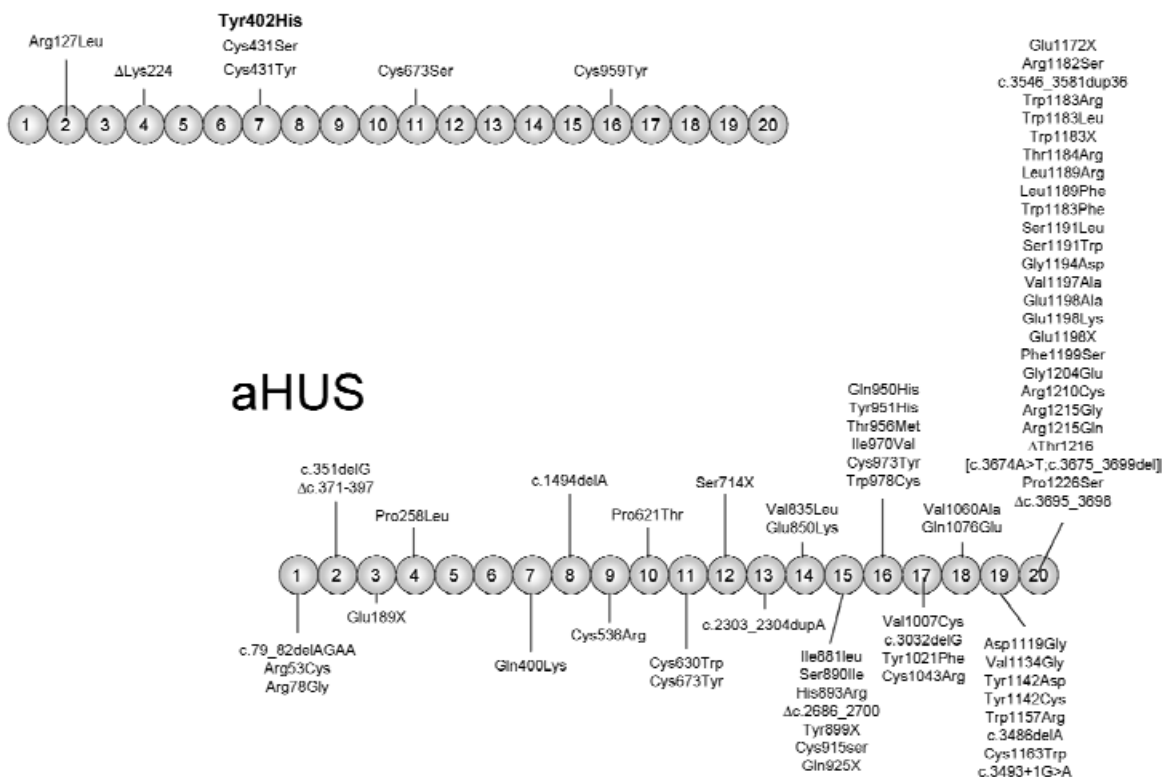 Tyr402His
Arg127Leu
Cys431Ser
ΔLys224
Cys431Tyr
Cys673Ser
Cys959Tyr
1 2 3 4 5 6 7 8 9 10 11 12 13 14 15 16 17 18 19 20
Glu1172X
Arg1182Ser
c.3546_3581dup36
Trp1183Arg
Trp1183Leu
Trp1183X
Thr1184Arg
Leu1189Arg
Leu1189Phe
Trp1183Phe
Ser1191Leu
Ser1191Trp
Gly1194Asp
Val1197Ala
Glu1198Ala
Glu1198Lys
Glu1198X
Phe1199Ser
Gly1204Glu
Arg1210Cys
Arg1215Gly
Arg1215Gln
ΔThr1216
[c.3674A>T;c.3675_3699del]]
Pro1226Ser
Δc.3695_3698
aHUS
c.351delG
Δc.371-397
Pro258Leu
c.1494delA
Pro621Thr
Ser714X
Val835Leu
Glu850Lys
Gln950His
Tyr951His
Thr956Met
Ile970Val
Cys973Tyr
Trp978Cys
Val1060Ala
Gln1076Glu
1 2 3 4 5 6 7 8 9 10 11 12 13 14 15 16 17 18 19 20
c.79_82delAGAA
Arg53Cys
Arg78Gly
Glu189X
Gln400Lys
Cys536Arg
Cys630Trp
Cys673Tyr
c.2303_2304dupA
Ile881leu
Ser890Ile
His893Arg
Δc.2686_2700
Tyr899X
Cys915ser
Gln925X
Val1007Cys
c.3032delG
Tyr1021Phe
Cys1043Arg
Asp1119Gly
Val1134Gly
Tyr1142Asp
Tyr1142Cys
Trp1157Arg
c.3486delA
Cys1163Trp
c.3493+1G>A